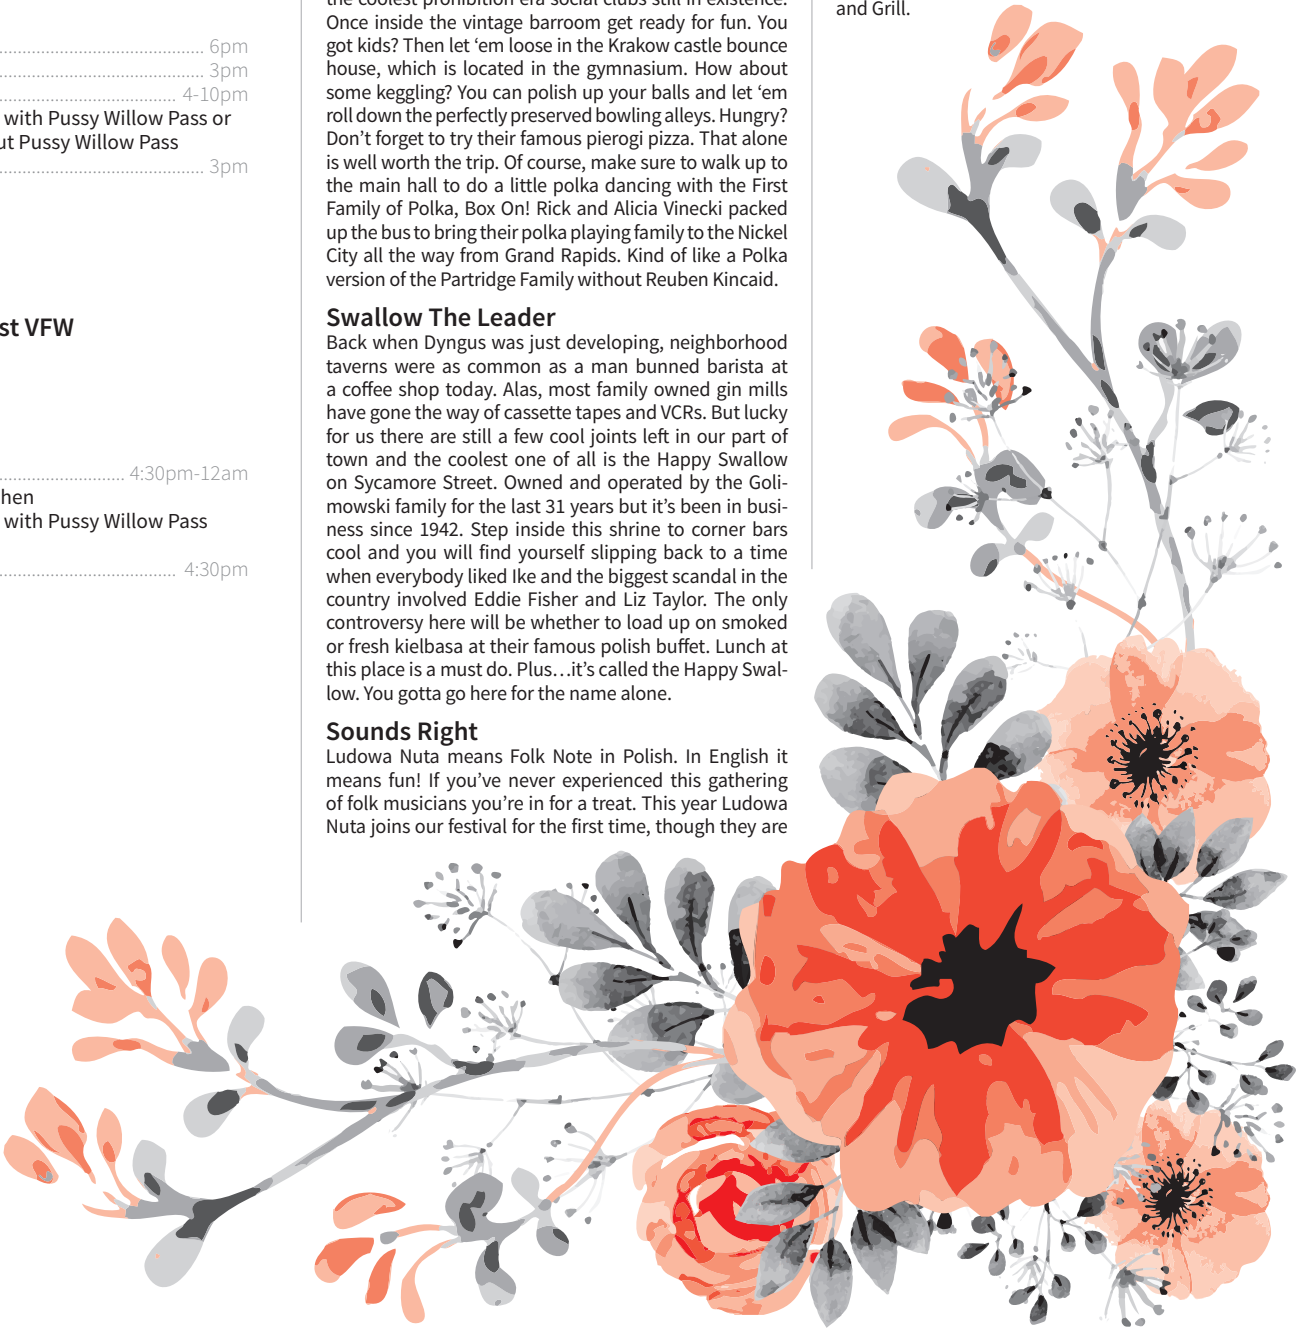 6pm
3pm
4-10pm
with Pussy Willow Pass or
ut Pussy Willow Pass
3pm
st VFW
4:30pm-12am
hen
with Pussy Willow Pass
4:30pm
the coolest prohibition era social clubs still in existence.
Once inside the vintage barroom get ready for fun. You
got kids? Then let ‘em loose in the Krakow castle bounce
house, which is located in the gymnasium. How about
some keggling? You can polish up your balls and let ‘em
roll down the perfectly preserved bowling alleys. Hungry?
Don’t forget to try their famous pierogi pizza. That alone
is well worth the trip. Of course, make sure to walk up to
the main hall to do a little polka dancing with the First
Family of Polka, Box On! Rick and Alicia Vinecki packed
up the bus to bring their polka playing family to the Nickel
City all the way from Grand Rapids. Kind of like a Polka
version of the Partridge Family without Reuben Kincaid.
Swallow The Leader
Back when Dyngus was just developing, neighborhood
taverns were as common as a man bunned barista at
a coffee shop today. Alas, most family owned gin mills
have gone the way of cassette tapes and VCRs. But lucky
for us there are still a few cool joints left in our part of
town and the coolest one of all is the Happy Swallow
on Sycamore Street. Owned and operated by the Goli-
mowski family for the last 31 years but it’s been in busi-
ness since 1942. Step inside this shrine to corner bars
cool and you will find yourself slipping back to a time
when everybody liked Ike and the biggest scandal in the
country involved Eddie Fisher and Liz Taylor. The only
controversy here will be whether to load up on smoked
or fresh kielbasa at their famous polish buffet. Lunch at
this place is a must do. Plus…it’s called the Happy Swal-
low. You gotta go here for the name alone.
Sounds Right
Ludowa Nuta means Folk Note in Polish. In English it
means fun! If you’ve never experienced this gathering
of folk musicians you’re in for a treat. This year Ludowa
Nuta joins our festival for the first time, though they are
and Grill.